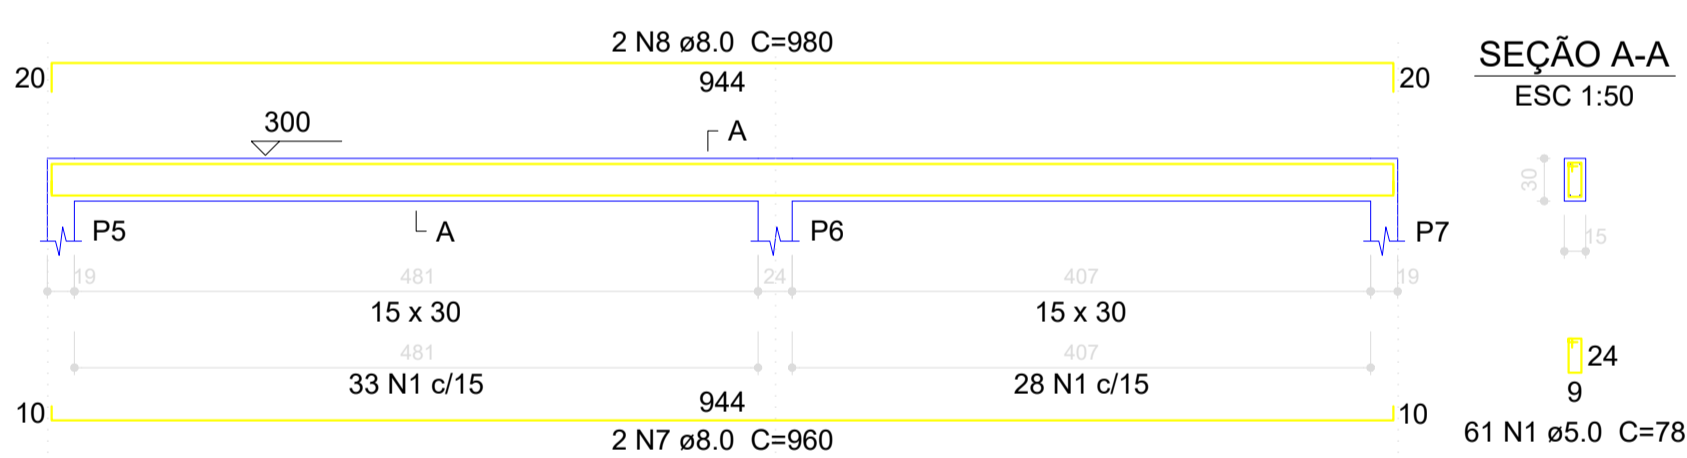 2 N8 ø8.0 C=980
20
944
20
SEÇÃO A-A
ESC 1:50
300
A
A
P5
P6
P7
30
15
19
481
24
407
19
15 x 30
15 x 30
481
407
33 N1 c/15
28 N1 c/15
24
9
61 N1 ø5.0 C=78
10
944
10
2 N7 ø8.0 C=960